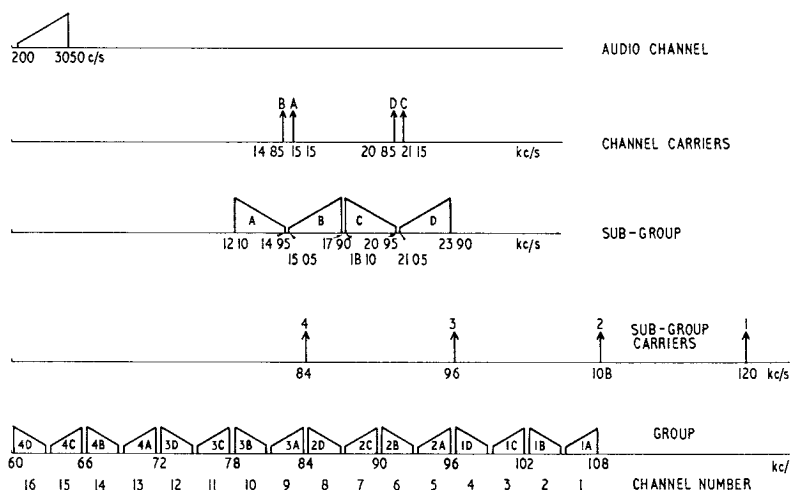 200 3050 c/s AUDIO CHANNEL
B A D C
14 85 15 15 20 85 21 15 kc/s CHANNEL CARRIERS
A B C D
12 10 14 95 17 90 20 95 23 90 kc/s SUB-GROUP
15 05 18 10 21 05
4 3 2 1
SUB-GROUP
CARRIERS
84 96 108 120 kc/s
4D 4C 4B 4A 3D 3C 3B 3A 2D 2C 2B 2A 1D 1C 1B 1A GROUP
60 66 72 78 84 90 96 102 108 kc/
16 15 14 13 12 11 10 9 8 7 6 5 4 3 2 1 CHANNEL NUMBER